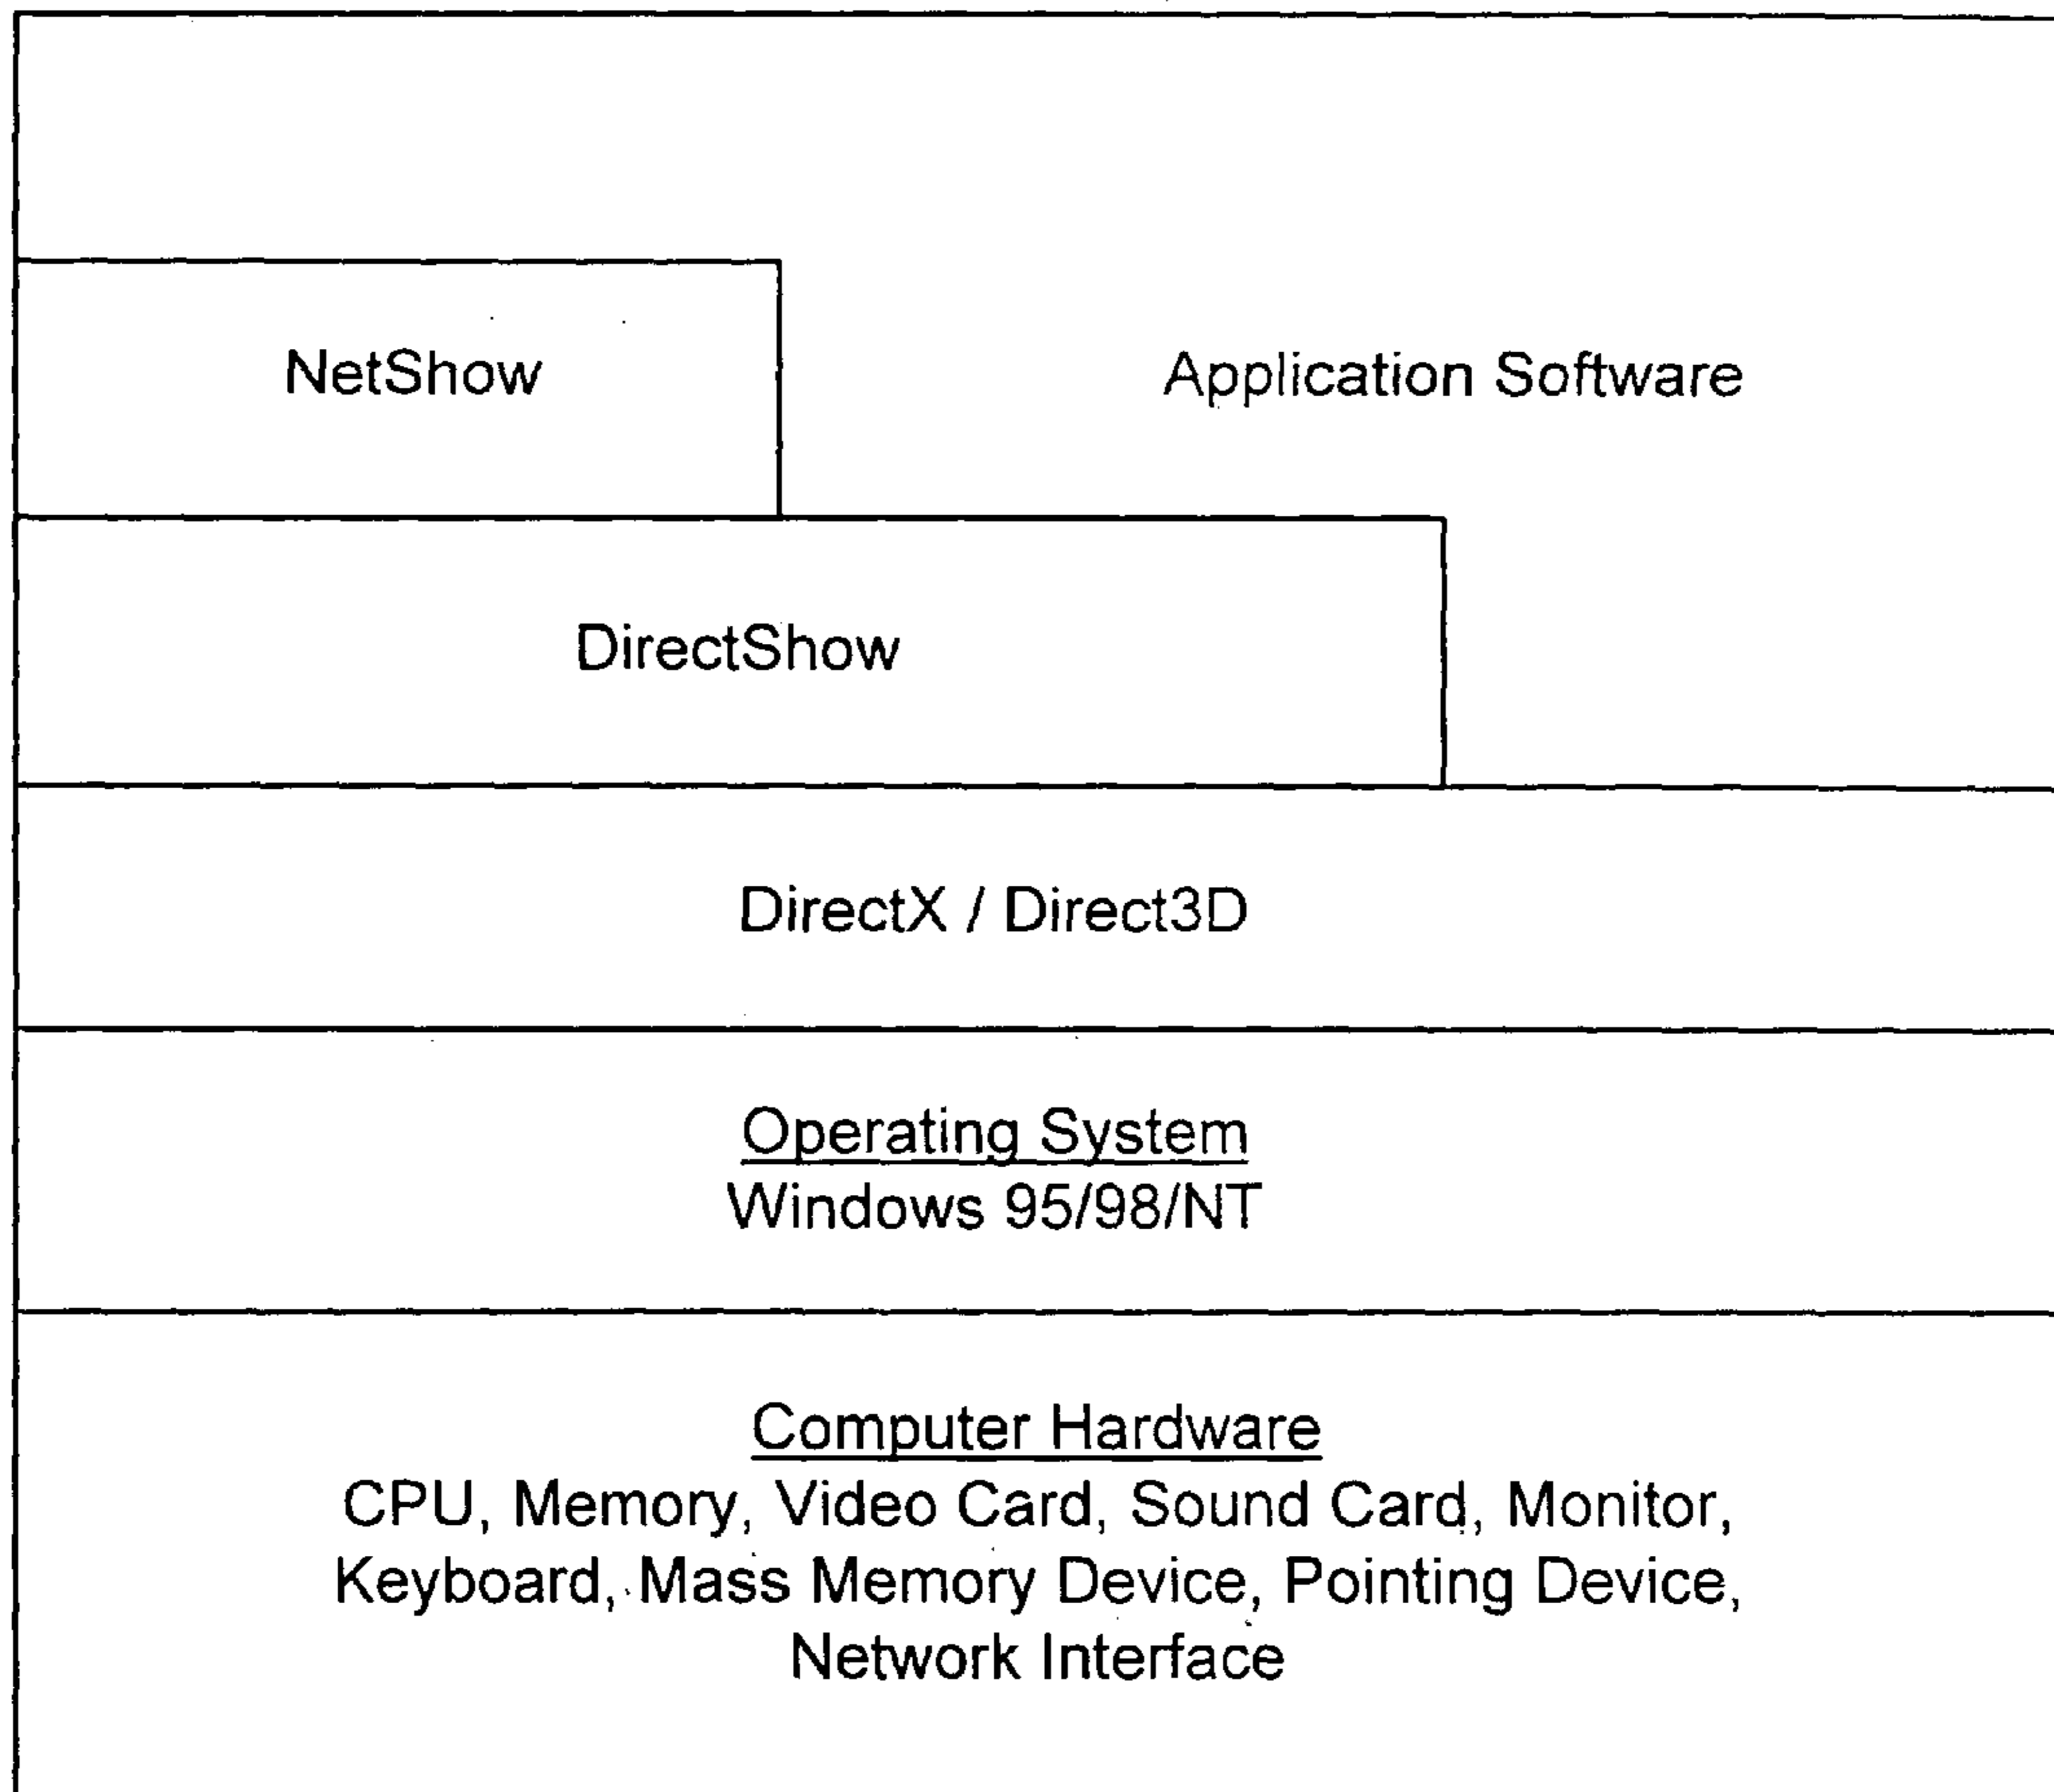 NetShow
Application Software
DirectShow
DirectX / Direct3D
Operating System
Windows 95/98/NT
Computer Hardware
CPU, Memory, Video Card, Sound Card, Monitor,
Keyboard, Mass Memory Device, Pointing Device,
Network Interface